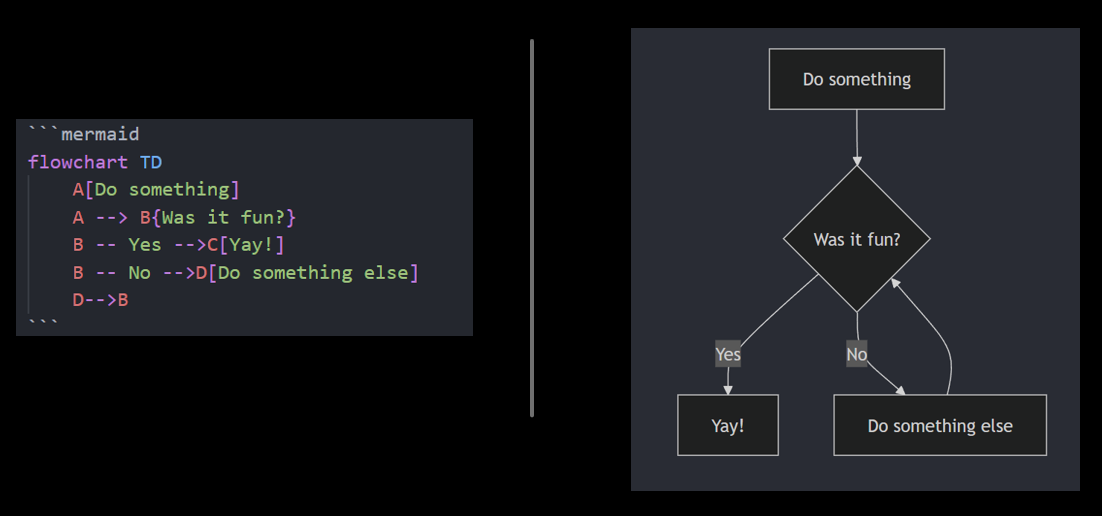 ```mermaid
flowchart TD
    A[Do something]
    A --> B{Was it fun?}
    B -- Yes -->C[Yay!]
    B -- No -->D[Do something else]
    D-->B
```
Do something
Was it fun?
Yes
No
Yay!
Do something else